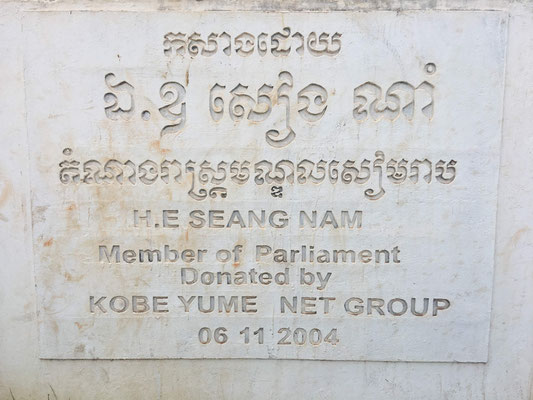 កសាងដោយ
ឯ.ឧ សៀង ណាំ
តំណាងរាស្ត្រមណ្ឌលសៀមរាប
H.E SEANG NAM
Member of Parliament
Donated by
KOBE YUME NET GROUP
06 11 2004